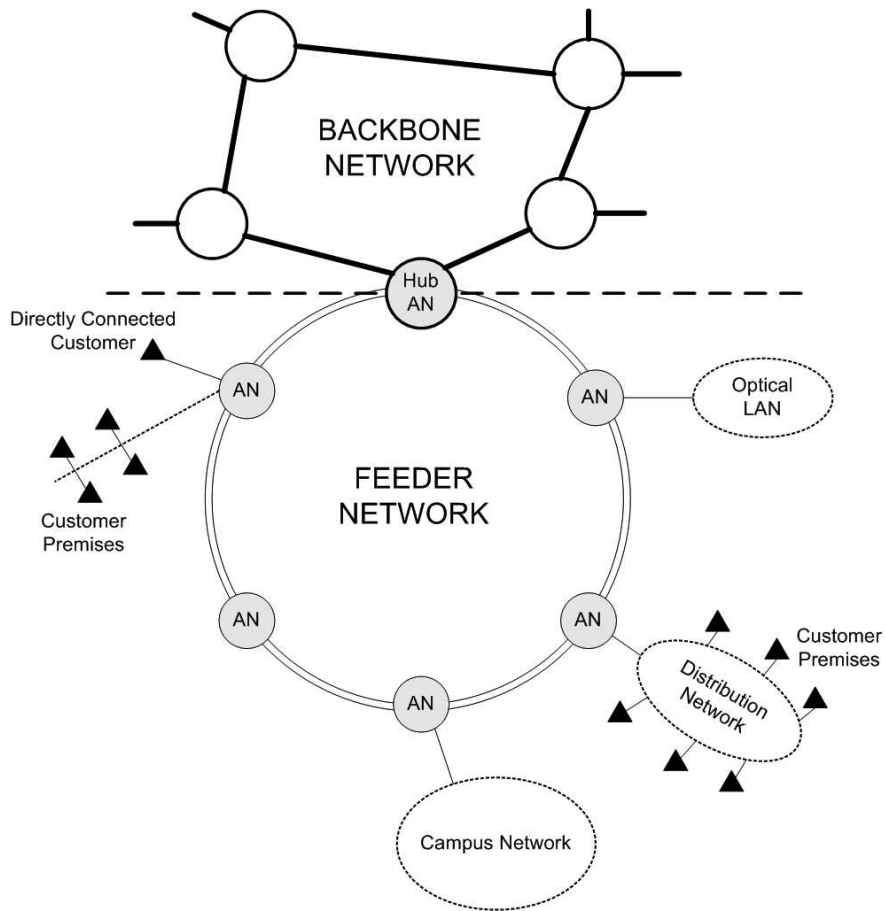 BACKBONE
NETWORK
Hub
AN
Directly Connected
Customer
AN
AN
Optical
LAN
Customer
Premises
FEEDER
NETWORK
AN
AN
AN
Customer
Premises
Distribution
Network
Campus Network